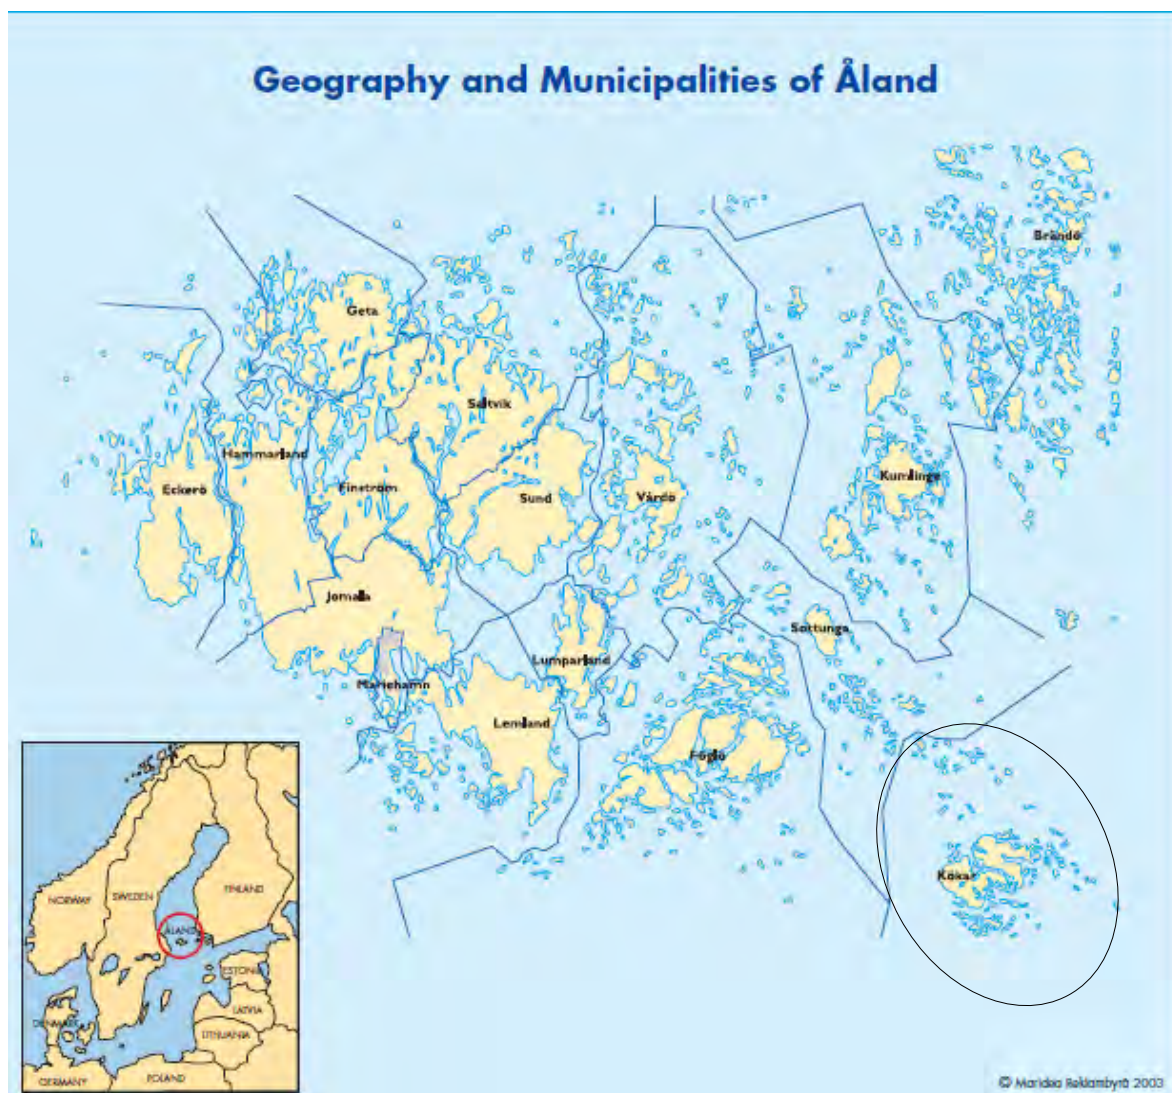 Geography and Municipalities of Åland
Brändö
Geta
Saltvik
Hammarland
Eckerö
Finström
Sund
Vårdö
Kumlinge
Jomala
Sottunga
Lumparland
Mariehamn
Lemland
Föglö
Kökar
NORWAY
SWEDEN
FINLAND
ÅLAND
ESTONIA
LATVIA
LITHUANIA
DENMARK
GERMANY
POLAND
© Maridea Reklambyrå 2003